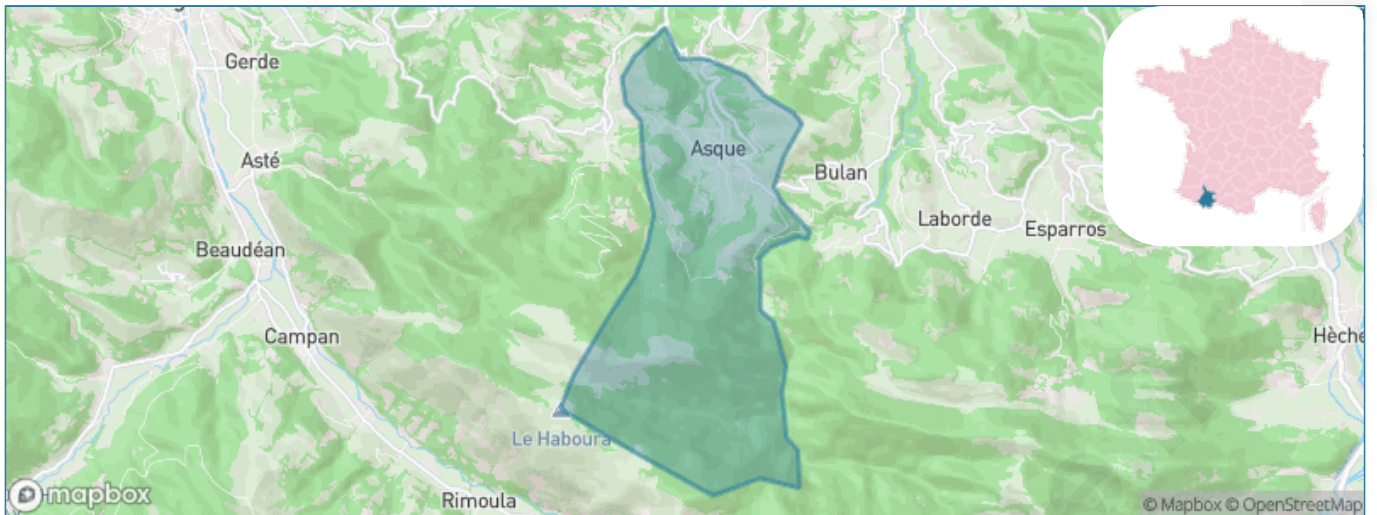 Gerde
Asque
Asté
Bulan
Laborde
Esparros
Beaudéan
Campan
Hèche
Le Haboura
Rimoula
mapbox
© Mapbox © OpenStreetMap